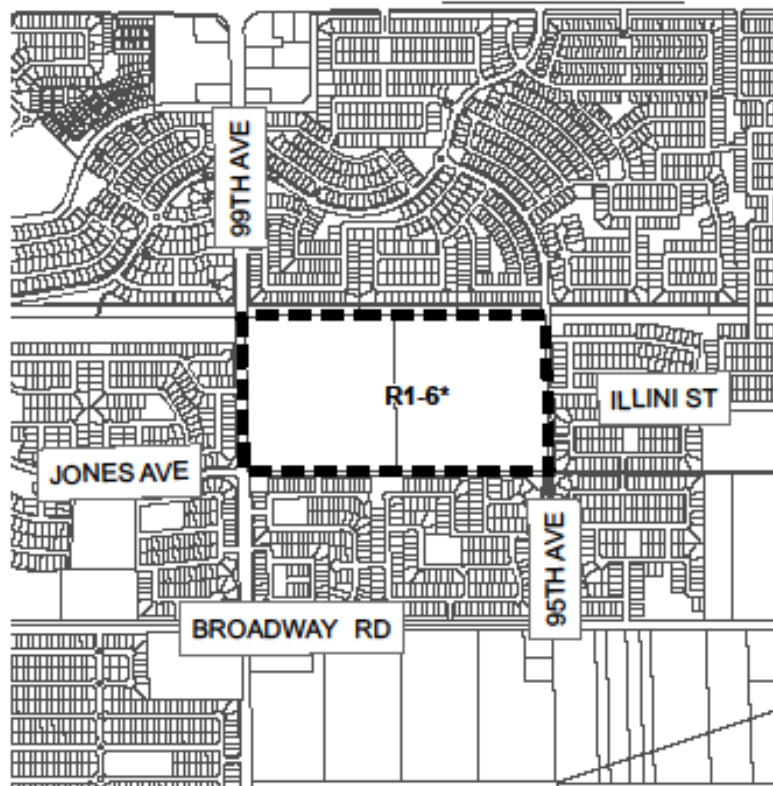 99TH AVE
R1-6*
ILLINI ST
JONES AVE
95TH AVE
BROADWAY RD